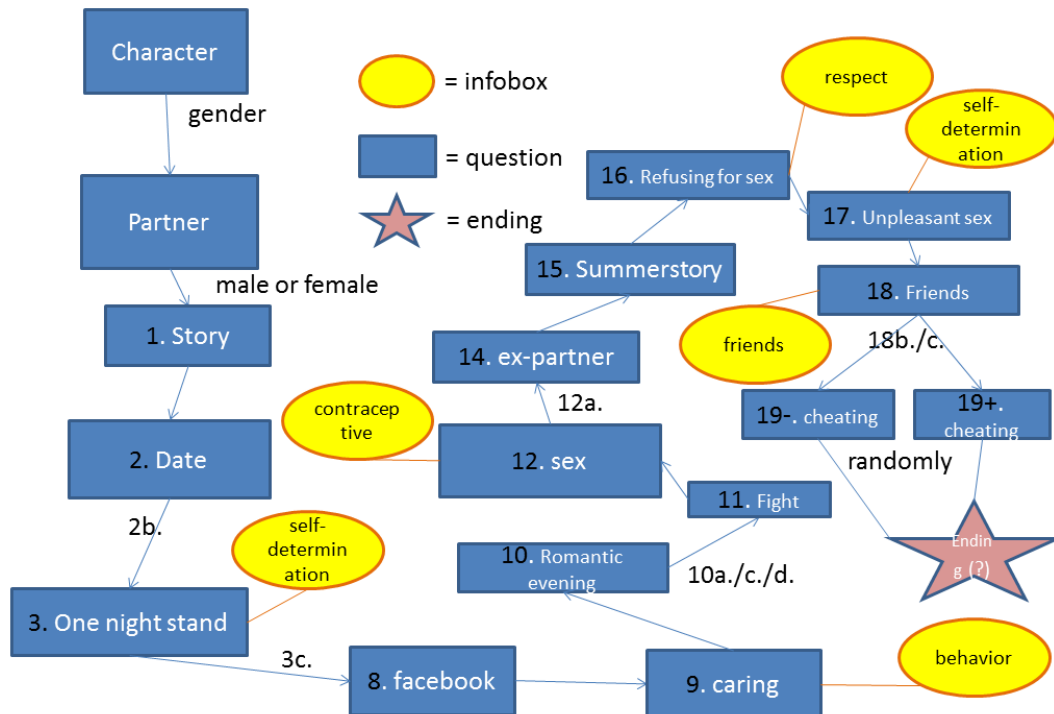 Character
gender
Partner
male or female
1. Story
2. Date
2b.
self-
determin
ation
3. One night stand
3c.
8. facebook
9. caring
behavior
10. Romantic
evening
10a./c./d.
11. Fight
12. sex
contracep
tive
12a.
14. ex-partner
15. Summerstory
16. Refusing for sex
respect
17. Unpleasant sex
self-
determin
ation
18. Friends
friends
18b./c.
19-. cheating
19+.
cheating
randomly
Endin
g (?)
= infobox
= question
= ending